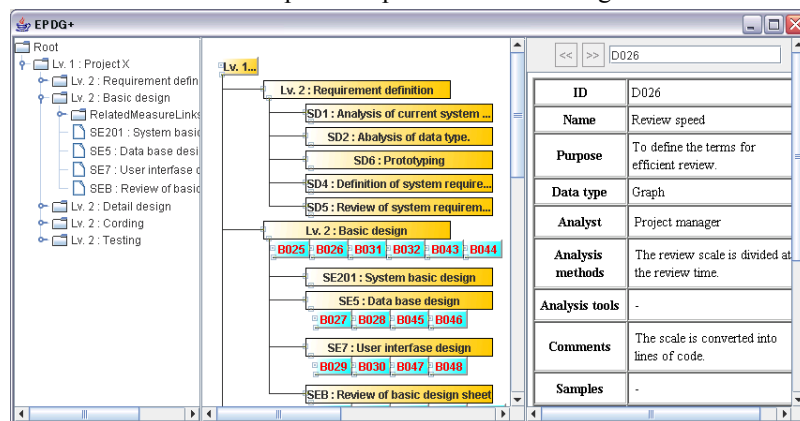 EPDG+
Root
Lv. 1 : Project X
Lv. 2 : Requirement defin
Lv. 2 : Basic design
RelatedMeasureLinks
SE201 : System basic
SE5 : Data base desi
SE7 : User interfase d
SEB : Review of basic
Lv. 2 : Detail design
Lv. 2 : Cording
Lv. 2 : Testing
Lv. 1...
Lv. 2 : Requirement definition
SD1 : Analysis of current system ...
SD2 : Abalysis of data type.
SD6 : Prototyping
SD4 : Definition of system require...
SD5 : Review of system requirem...
Lv. 2 : Basic design
B025 B026 B031 B032 B043 B044
SE201 : System basic design
SE5 : Data base design
B027 B028 B045 B046
SE7 : User interfase design
B029 B030 B047 B048
SEB : Review of basic design sheet
<< >> D026
ID D026
Name Review speed
Purpose To define the terms for
efficient review.
Data type Graph
Analyst Project manager
Analysis methods The review scale is divided at
the review time.
Analysis tools -
Comments The scale is converted into
lines of code.
Samples -